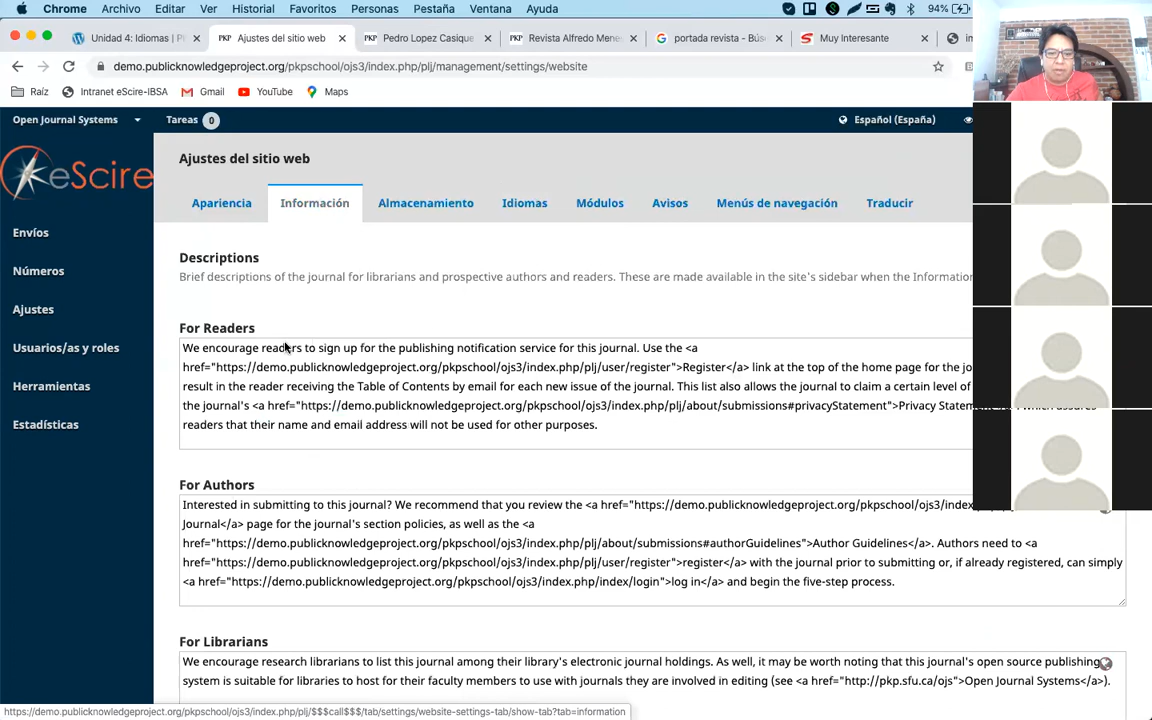 Chrome Archivo Editar Ver Historial Favoritos Personas Pestaña Ventana Ayuda 94%
Unidad 4: Idiomas | P Ajustes del sitio web Pedro Lopez Casique Revista Alfredo Mene portada revista - Bús Muy Interesante im
demo.publicknowledgeproject.org/pkpschool/ojs3/index.php/plj/management/settings/website
Raíz Intranet eScire-IBSA Gmail YouTube Maps
Open Journal Systems Tareas 0 Español (España)
eScire
Ajustes del sitio web
Apariencia Información Almacenamiento Idiomas Módulos Avisos Menús de navegación Traducir
Envíos
Números
Ajustes
Usuarios/as y roles
Herramientas
Estadísticas
Descriptions
Brief descriptions of the journal for librarians and prospective authors and readers. These are made available in the site's sidebar when the Information
For Readers
We encourage readers to sign up for the publishing notification service for this journal. Use the <a
href="https://demo.publicknowledgeproject.org/pkpschool/ojs3/index.php/plj/user/register">Register</a> link at the top of the home page for the jo
result in the reader receiving the Table of Contents by email for each new issue of the journal. This list also allows the journal to claim a certain level of
the journal's <a href="https://demo.publicknowledgeproject.org/pkpschool/ojs3/index.php/plj/about/submissions#privacyStatement">Privacy Statem which assures
readers that their name and email address will not be used for other purposes.
For Authors
Interested in submitting to this journal? We recommend that you review the <a href="https://demo.publicknowledgeproject.org/pkpschool/ojs3/index
Journal</a> page for the journal's section policies, as well as the <a
href="https://demo.publicknowledgeproject.org/pkpschool/ojs3/index.php/plj/about/submissions#authorGuidelines">Author Guidelines</a>. Authors need to <a
href="https://demo.publicknowledgeproject.org/pkpschool/ojs3/index.php/plj/user/register">register</a> with the journal prior to submitting or, if already registered, can simply
<a href="https://demo.publicknowledgeproject.org/pkpschool/ojs3/index.php/index/login">log in</a> and begin the five-step process.
For Librarians
We encourage research librarians to list this journal among their library's electronic journal holdings. As well, it may be worth noting that this journal's open source publishing
system is suitable for libraries to host for their faculty members to use with journals they are involved in editing (see <a href="http://pkp.sfu.ca/ojs">Open Journal Systems</a>).
https://demo.publicknowledgeproject.org/pkpschool/ojs3/index.php/plj/$$$call$$$/tab/settings/website-settings-tab/show-tab?tab=information